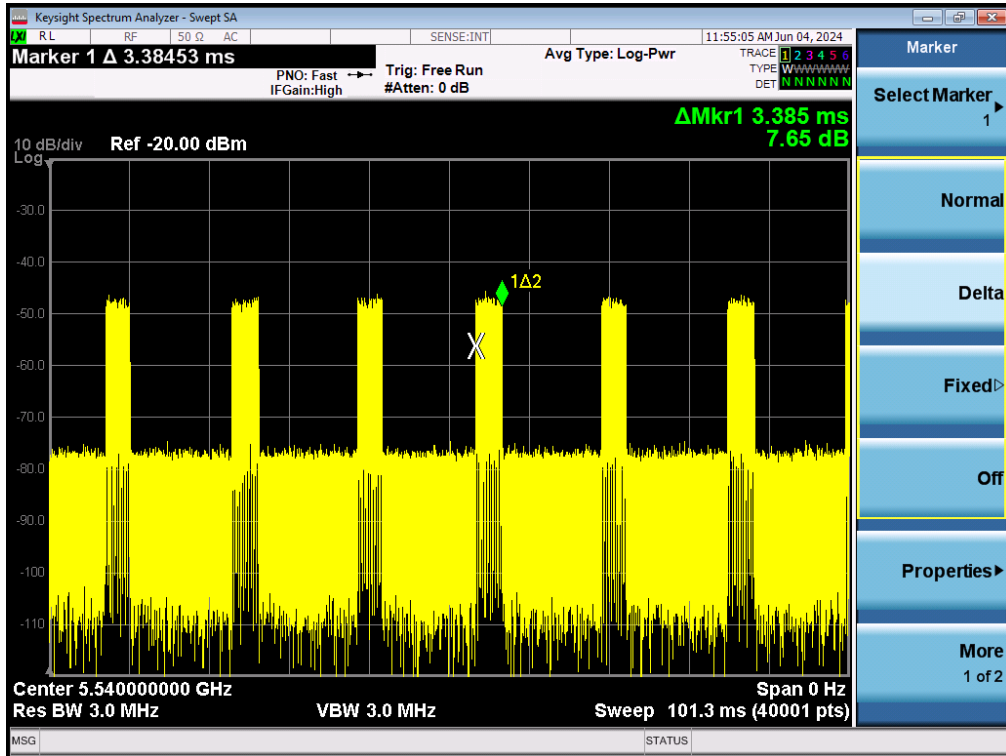 Keysight Spectrum Analyzer - Swept SA
LXI RL RF 50 Ω AC SENSE:INT 11:55:05 AM Jun 04, 2024
Marker 1 Δ 3.38453 ms
PNO: Fast
IFGain:High
Trig: Free Run
#Atten: 0 dB
Avg Type: Log-Pwr
TRACE 1 2 3 4 5 6
TYPE WWWWWW
DET N N N N N N
ΔMkr1 3.385 ms
7.65 dB
10 dB/div Ref -20.00 dBm
Log
-30.0
-40.0
1Δ2
-50.0
X
-60.0
-70.0
-80.0
-90.0
-100
-110
Center 5.540000000 GHz Span 0 Hz
Res BW 3.0 MHz VBW 3.0 MHz Sweep 101.3 ms (40001 pts)
MSG STATUS
Marker
Select Marker
1
Normal
Delta
Fixed
Off
Properties
More
1 of 2